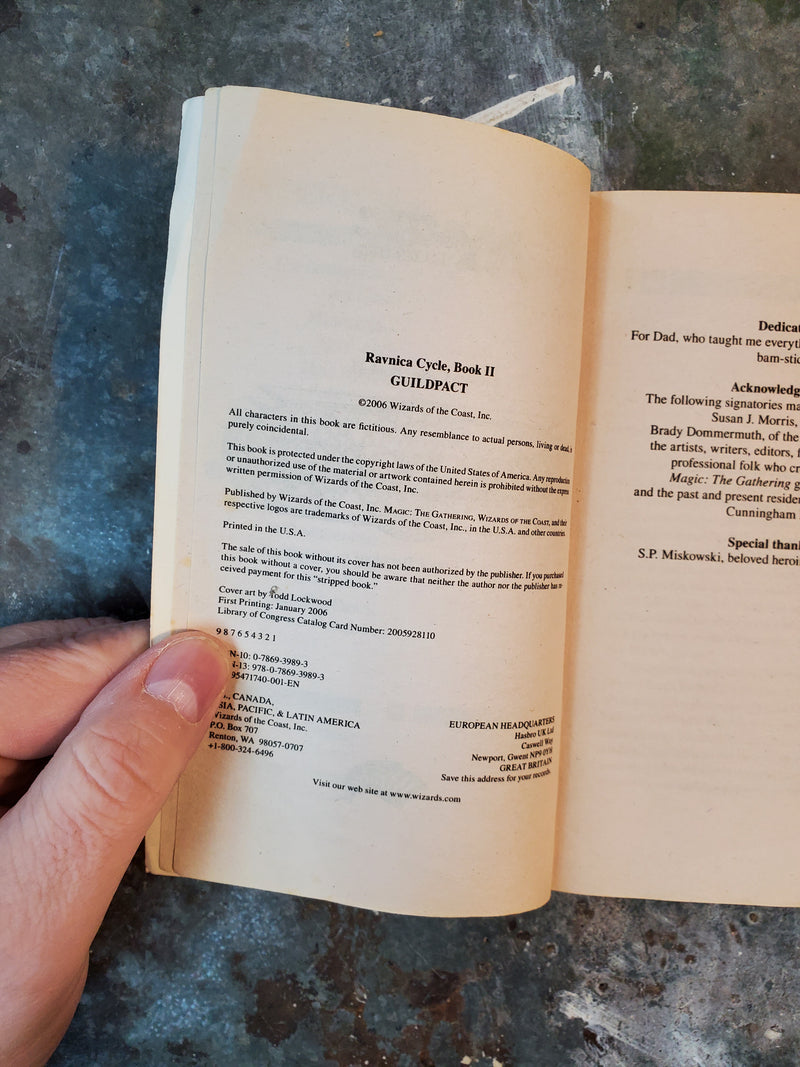 Ravnica Cycle, Book II
GUILDPACT
©2006 Wizards of the Coast, Inc.
All characters in this book are fictitious. Any resemblance to actual persons, living or dead, is
purely coincidental.
This book is protected under the copyright laws of the United States of America. Any reproduction
or unauthorized use of the material or artwork contained herein is prohibited without the express
written permission of Wizards of the Coast, Inc.
Published by Wizards of the Coast, Inc. MAGIC: THE GATHERING, WIZARDS OF THE COAST, and their
respective logos are trademarks of Wizards of the Coast, Inc., in the U.S.A. and other countries.
Printed in the U.S.A.
The sale of this book without its cover has not been authorized by the publisher. If you purchased
this book without a cover, you should be aware that neither the author nor the publisher has re-
ceived payment for this "stripped book."
Cover art by Todd Lockwood
First Printing: January 2006
Library of Congress Catalog Card Number: 2005928110
9 8 7 6 5 4 3 2 1
N-10: 0-7869-3989-3
-13: 978-0-7869-3989-3
95471740-001-EN
CANADA,
SIA, PACIFIC, & LATIN AMERICA
Wizards of the Coast, Inc.
P.O. Box 707
Renton, WA 98057-0707
+1-800-324-6496
EUROPEAN HEADQUARTERS
Hasbro UK Ltd
Caswell Way
Newport, Gwent NP9 0YH
GREAT BRITAIN
Save this address for your records.
Visit our web site at www.wizards.com
Dedicat
For Dad, who taught me everyth
bam-stic
Acknowledg
The following signatories ma
Susan J. Morris,
Brady Dommermuth, of the
the artists, writers, editors, f
professional folk who cr
Magic: The Gathering g
and the past and present residen
Cunningham
Special thank
S.P. Miskowski, beloved heroi